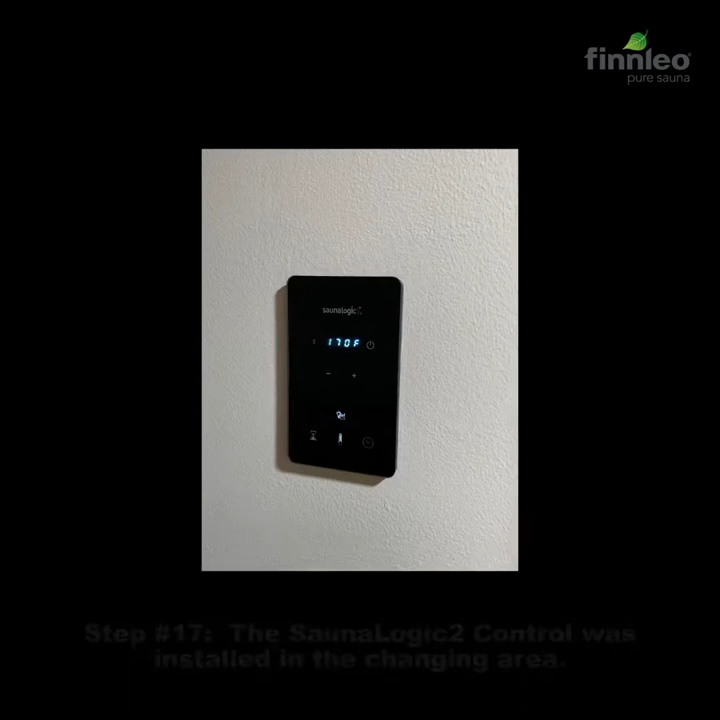 finnleo®
pure sauna
saunalogic2
170F
- +
Step #17: The SaunaLogic2 Control was
installed in the changing area.